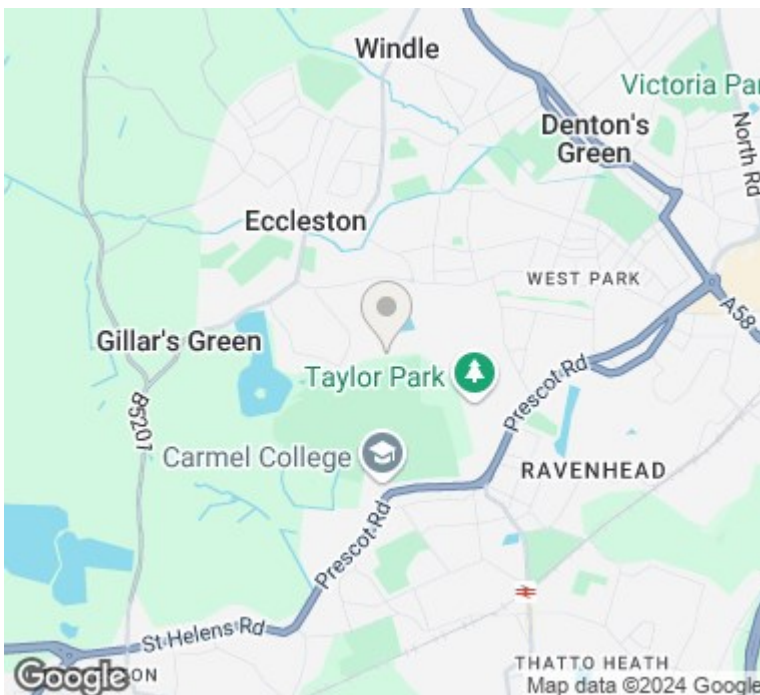 Windle
Victoria Par
Denton's
Green
North Rd
Eccleston
WEST PARK
A58
Gillar's Green
Taylor Park
Prescot Rd
B5207
Carmel College
RAVENHEAD
Prescot Rd
St Helens Rd
ON
THATTO HEATH
Google
Map data ©2024 Google